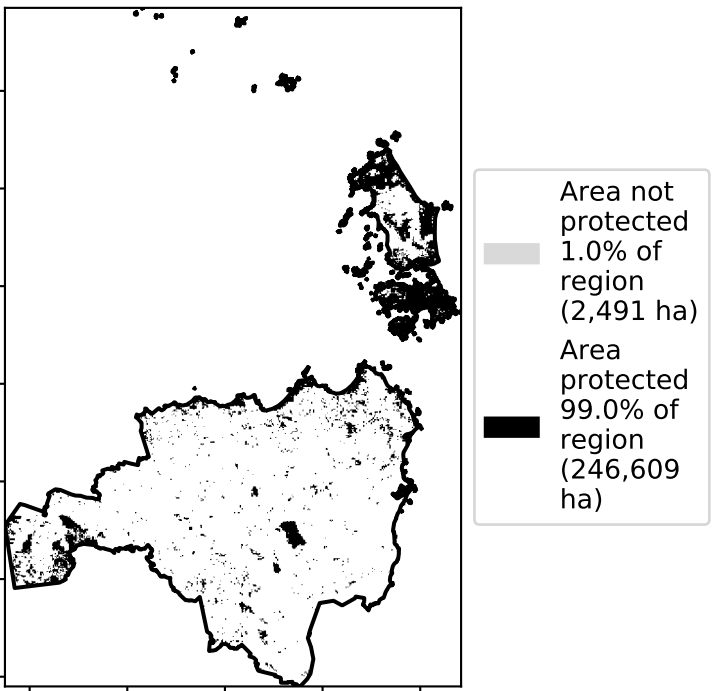 Area not
protected
1.0% of
region
(2,491 ha)
Area
protected
99.0% of
region
(246,609
ha)